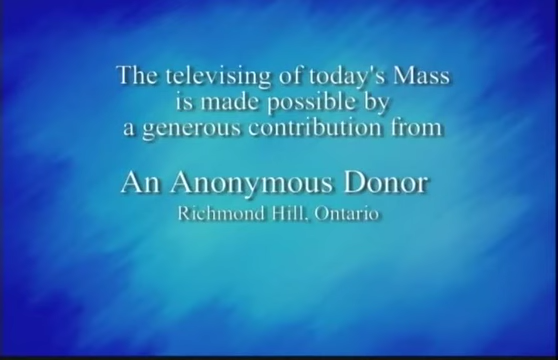 The televising of today's Mass
is made possible by
a generous contribution from
An Anonymous Donor
Richmond Hill, Ontario